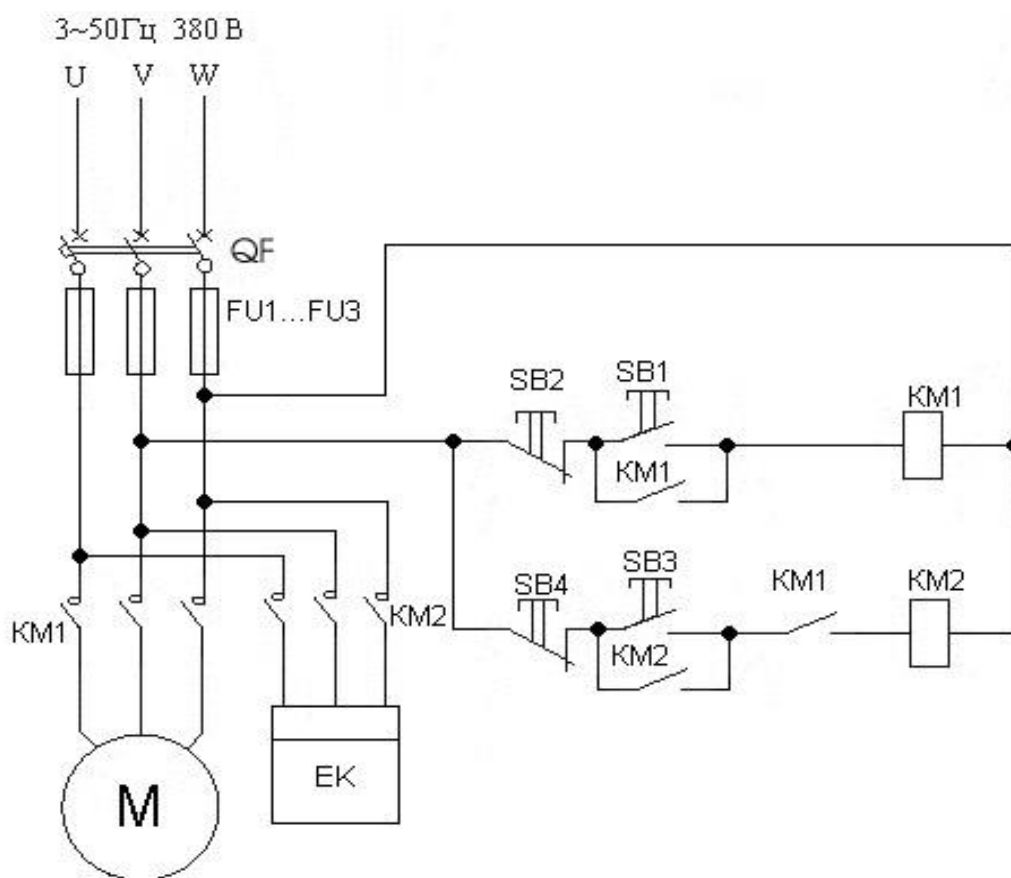 3~50Гц 380 В
U V W
QF
FU1...FU3
SB2 SB1 KM1
KM1
SB4 SB3 KM1 KM2
KM1 KM2 KM2
M EK